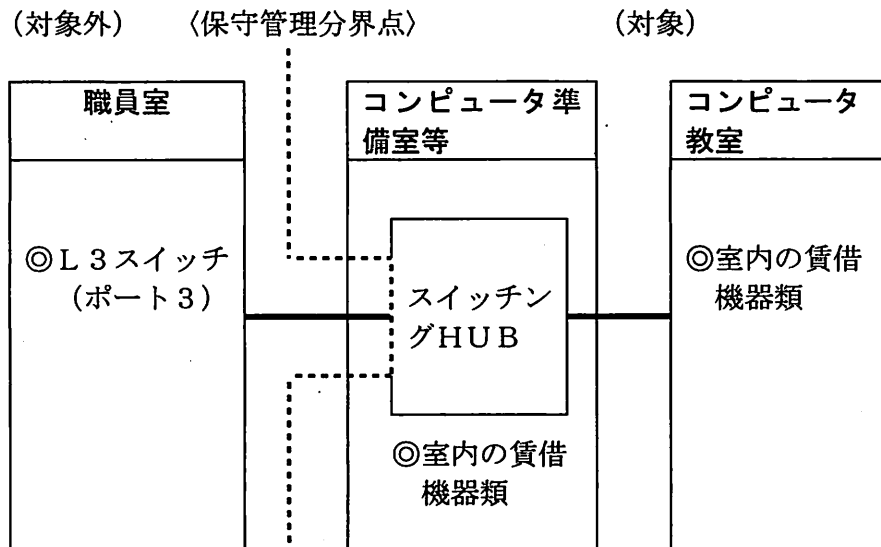 (対象外) 〈保守管理分界点〉 (対象)
職員室
コンピュータ準
備室等
コンピュータ
教室
◎L3スイッチ
(ポート3)
スイッチン
グHUB
◎室内の賃借
機器類
◎室内の賃借
機器類